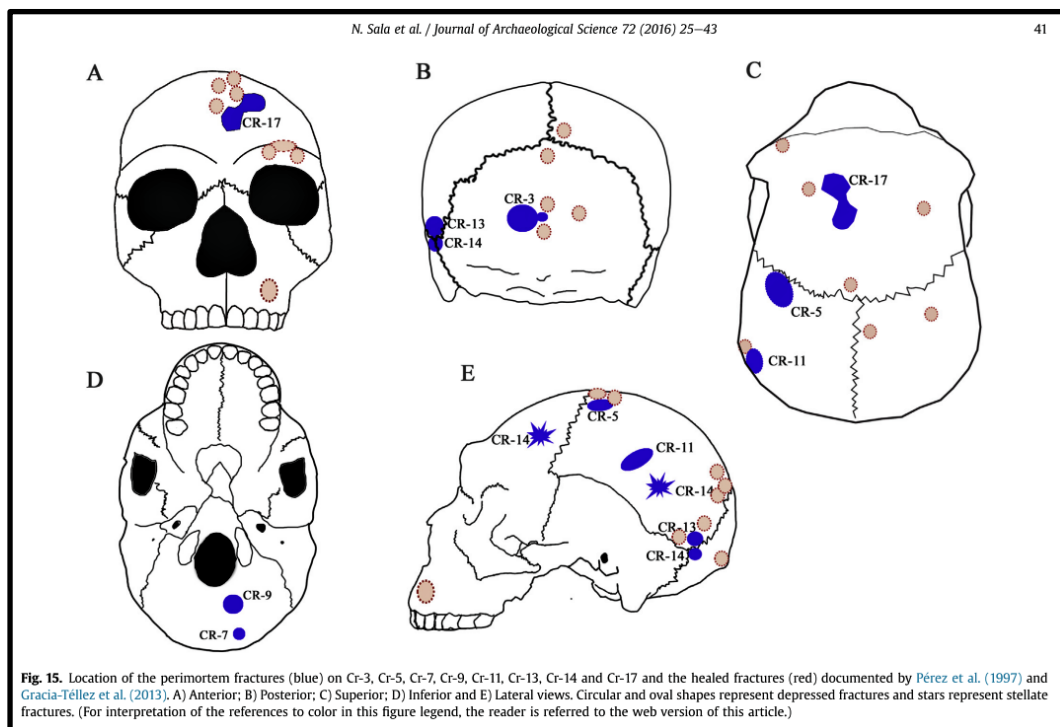 N. Sala et al. / Journal of Archaeological Science 72 (2016) 25–43
41
A
CR-17
B
CR-3
CR-13
CR-14
C
CR-17
CR-5
CR-11
D
CR-9
CR-7
E
CR-5
CR-14
CR-11
CR-14
CR-13
CR-14
Fig. 15. Location of the perimortem fractures (blue) on Cr-3, Cr-5, Cr-7, Cr-9, Cr-11, Cr-13, Cr-14 and Cr-17 and the healed fractures (red) documented by Pérez et al. (1997) and
Gracia-Téllez et al. (2013). A) Anterior; B) Posterior; C) Superior; D) Inferior and E) Lateral views. Circular and oval shapes represent depressed fractures and stars represent stellate
fractures. (For interpretation of the references to color in this figure legend, the reader is referred to the web version of this article.)